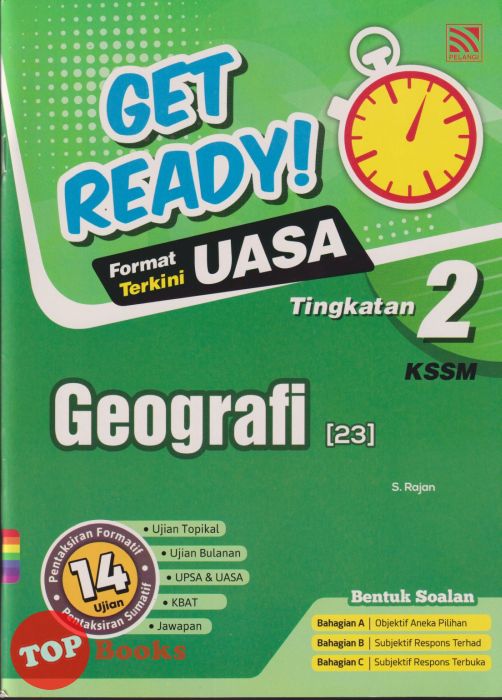 PELANGI
GET
READY!
Format
Terkini
UASA
Tingkatan 2
KSSM
Geografi [23]
S. Rajan
Pentaksiran Formatif
14
Ujian
Pentaksiran Sumatif
• Ujian Topikal
• Ujian Bulanan
• UPSA & UASA
• KBAT
• Jawapan
Bentuk Soalan
Bahagian A | Objektif Aneka Pilihan
Bahagian B | Subjektif Respons Terhad
Bahagian C | Subjektif Respons Terbuka
TOP Books